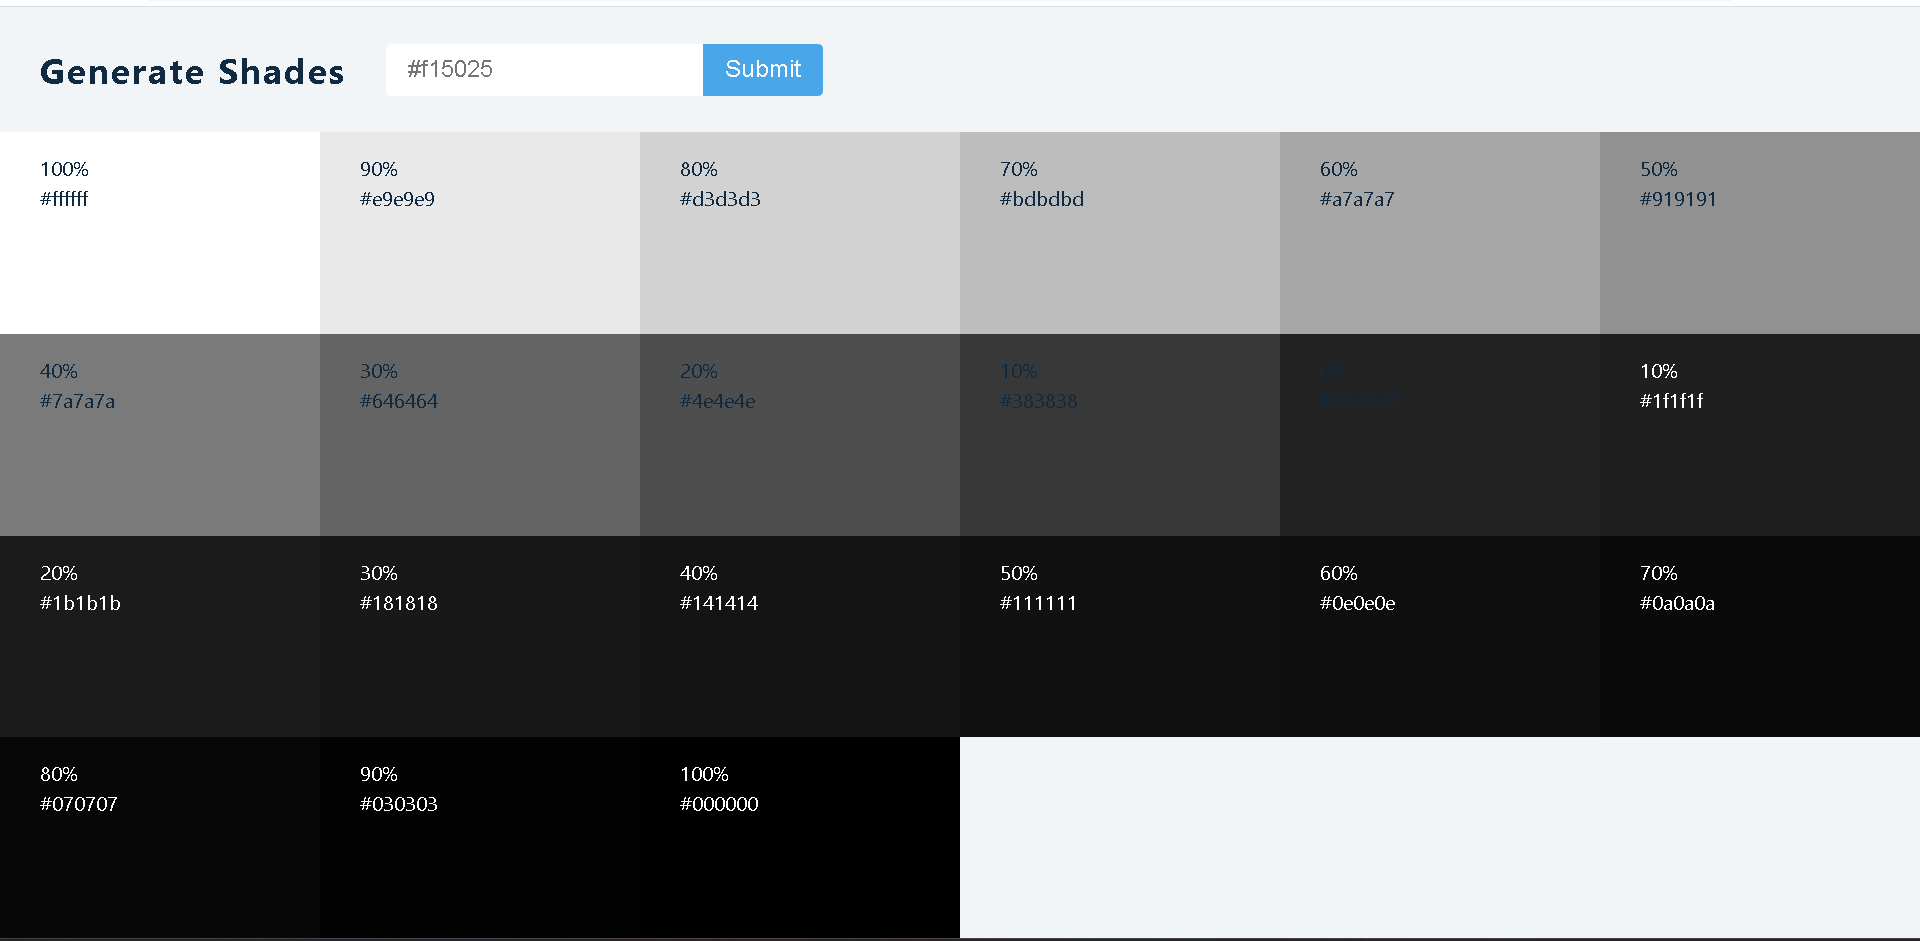 Generate Shades
#f15025
Submit
100%
#ffffff
90%
#e9e9e9
80%
#d3d3d3
70%
#bdbdbd
60%
#a7a7a7
50%
#919191
40%
#7a7a7a
30%
#646464
20%
#4e4e4e
10%
#383838
0%
#222222
10%
#1f1f1f
20%
#1b1b1b
30%
#181818
40%
#141414
50%
#111111
60%
#0e0e0e
70%
#0a0a0a
80%
#070707
90%
#030303
100%
#000000